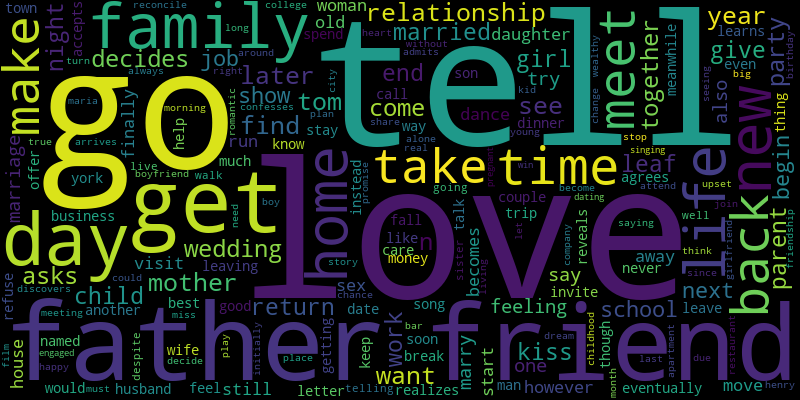 town
reconcile
long
college
woman
relationship
year
make
night
accepts
family
old
spend
heart
without
married
daughter
meet
together
meanwhile
learns
decides
job
turn
always
round
right
tell
admits
girl
try
change
wealthy
give
even
big
party
birthday
go
maria
later
end
son
city
call
kid
see
also
seeing
thing
morning
romantic
confesses
show
tom
come
dance
dinner
young
share
way
alone
real
plan
stop
singing
new
begin
help
finally
find
run
stay
know
true
arrives
marriage
offer
live
boyfriend
walk
much
york
get
home
instead
promise
take
time
going
pregnant
win
become
dating
leaf
agrees
attend
life
upset
join
back
parent
friendship
day
business
need
boy
love
fall
like
care
money
n
couple
trip
talk
let
reveals
saying
company
well
think
since
girlfriend
wedding
leaving
visit
story
chance
becomes
sister
living
say
invite
away
never
asks
discovers
refuse
could
mother
sex
child
another
meeting
best
miss
good
return
date
song
feeling
school
next
leave
father
friend
film
house
named
engaged
happy
despite
wife
decide
play
initially
place
getting
work
keep
soon
break
bar
marry
start
kiss
one
dream
though
childhood
last
apartment
due
restaurant
would
must
husband
feel
still
letter
telling
want
realizes
man
however
eventually
month
move
henry